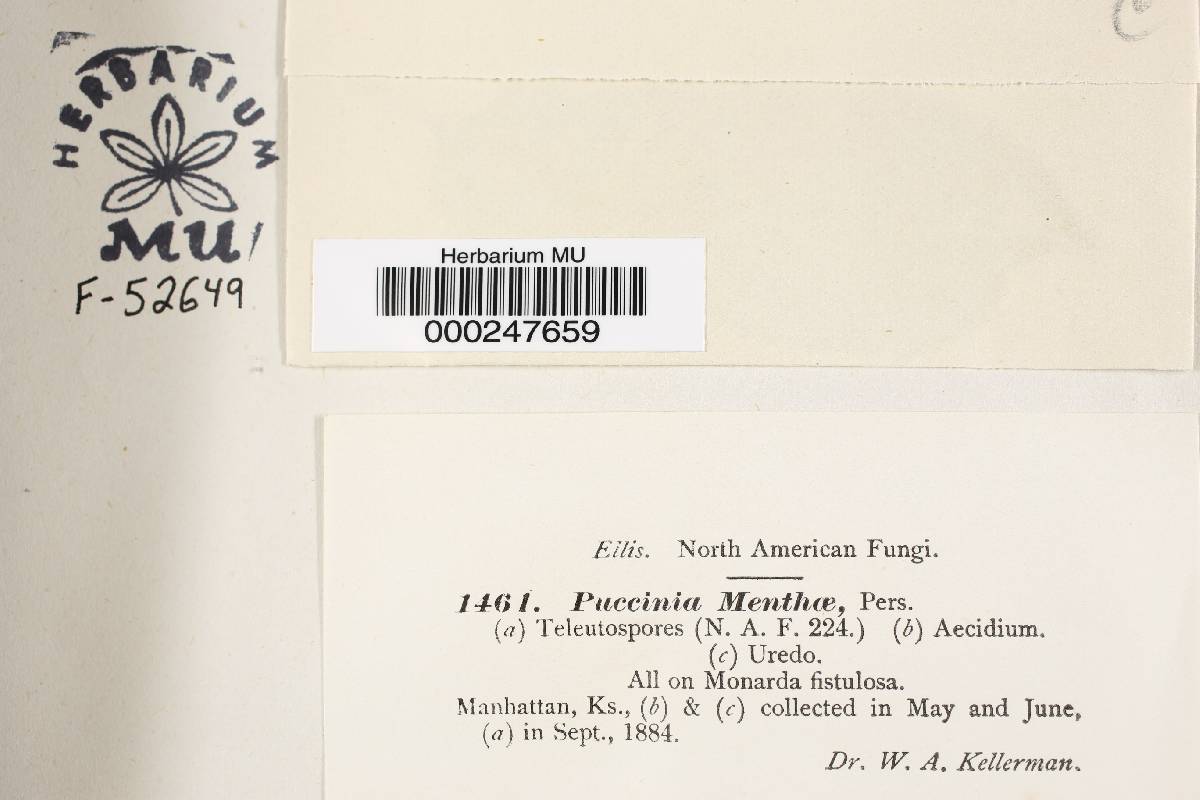 HERBARIUM
MU
F-52649
c
Herbarium MU
000247659
Ellis. North American Fungi.
1461. Puccinia Menthæ, Pers.
(a) Teleutospores (N. A. F. 224.) (b) Aecidium.
(c) Uredo.
All on Monarda fistulosa.
Manhattan, Ks., (b) & (c) collected in May and June,
(a) in Sept., 1884.
Dr. W. A. Kellerman.